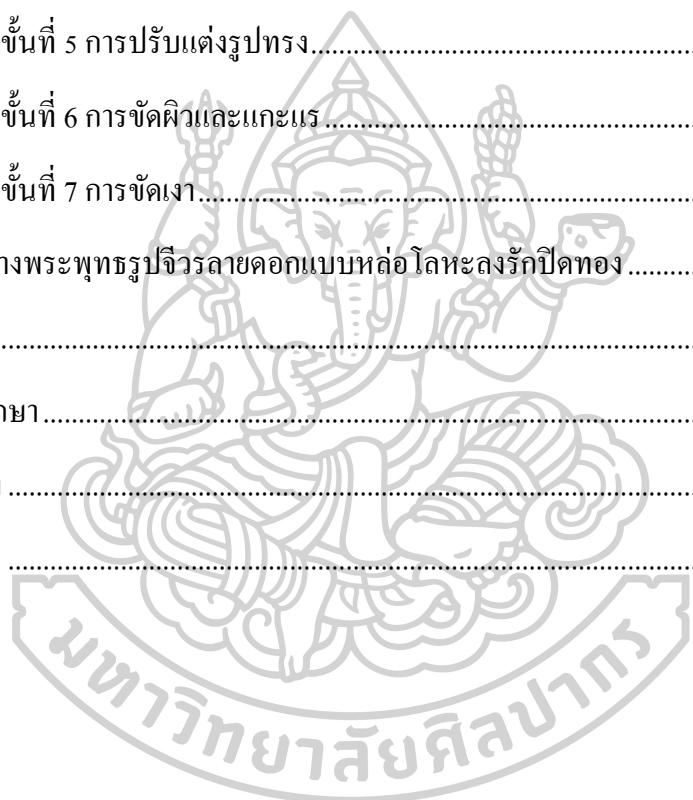 ขั้นที่ 5 การปรับแต่งรูปทรง
ขั้นที่ 6 การขัดผิวและแกะแร
ขั้นที่ 7 การขัดเงา
างพระพุทธรูปจีวรลายดอกแบบหล่อโลหะลงรักปิดทอง
กษา
มหาวิทยาลัยศิลปากร